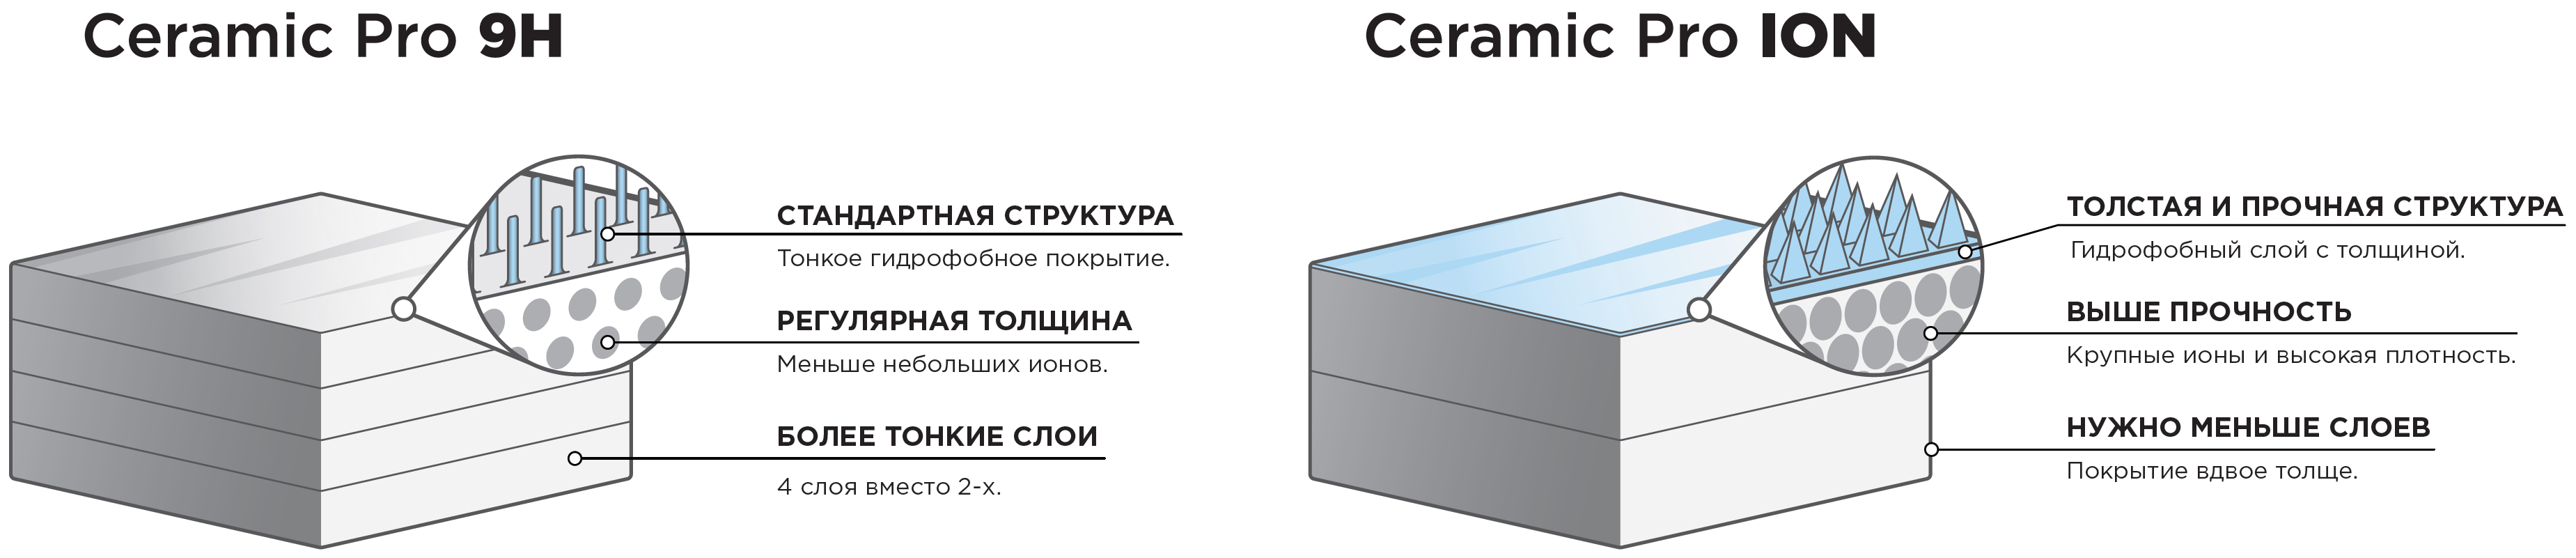 Ceramic Pro 9H
СТАНДАРТНАЯ СТРУКТУРА
Тонкое гидрофобное покрытие.
РЕГУЛЯРНАЯ ТОЛЩИНА
Меньше небольших ионов.
БОЛЕЕ ТОНКИЕ СЛОИ
4 слоя вместо 2-х.
Ceramic Pro ION
ТОЛСТАЯ И ПРОЧНАЯ СТРУКТУРА
Гидрофобный слой с толщиной.
ВЫШЕ ПРОЧНОСТЬ
Крупные ионы и высокая плотность.
НУЖНО МЕНЬШЕ СЛОЕВ
Покрытие вдвое толще.